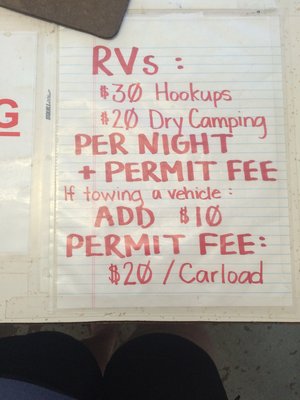 RVs :
$30 Hookups
$20 Dry Camping
PER NIGHT
+ PERMIT FEE
If towing a vehicle :
ADD $10
PERMIT FEE:
$20 / Carload
G